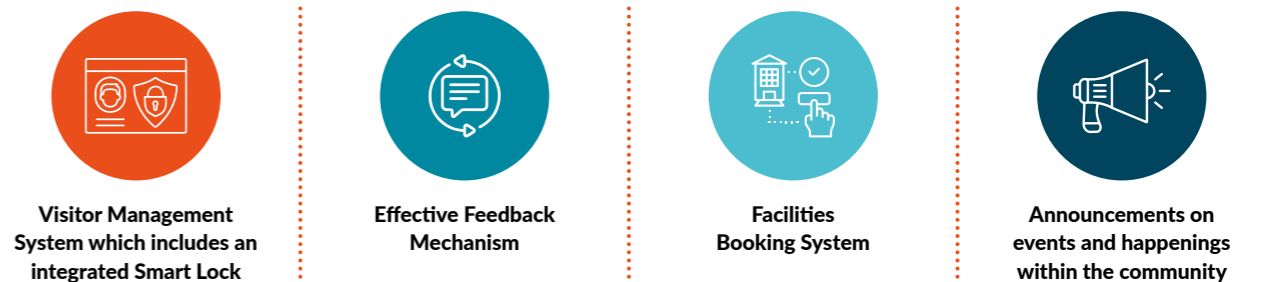 Visitor Management
System which includes an
integrated Smart Lock
Effective Feedback
Mechanism
Facilities
Booking System
Announcements on
events and happenings
within the community